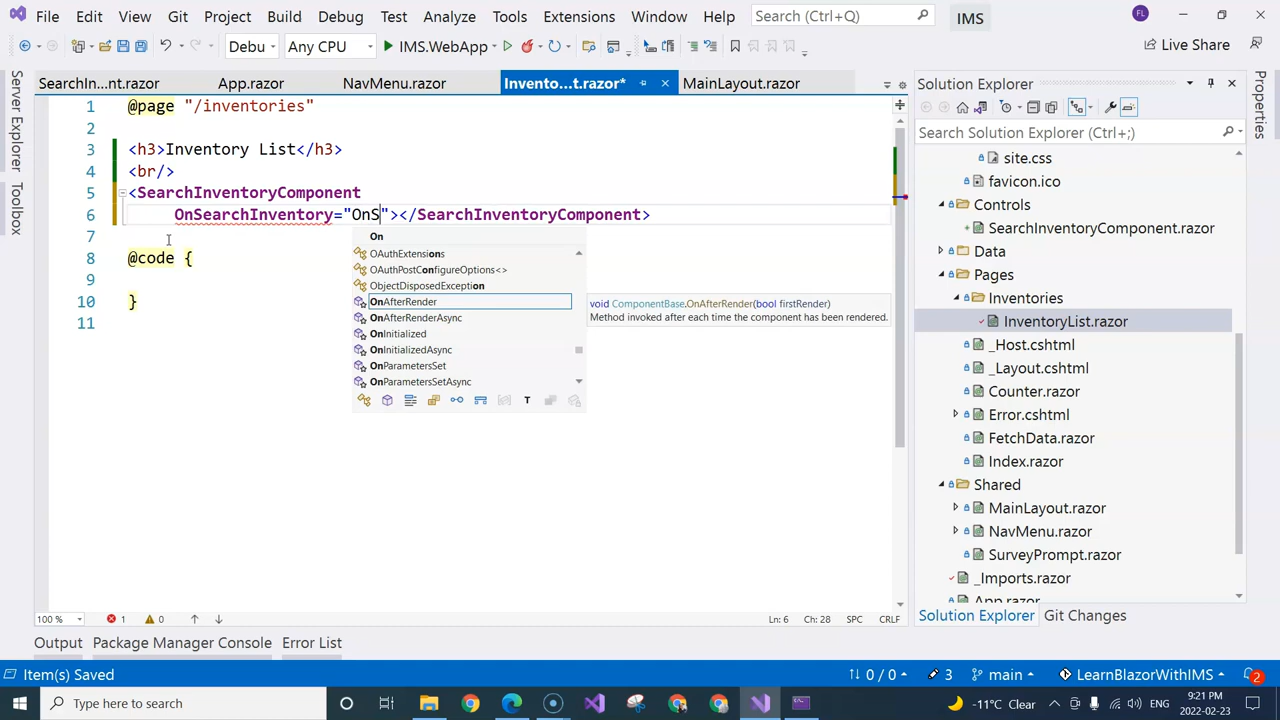 File Edit View Git Project Build Debug Test Analyze Tools Extensions Window Help Search (Ctrl+Q) IMS FL
Debu Any CPU IMS.WebApp Live Share
SearchIn...nt.razor App.razor NavMenu.razor Invento...t.razor* MainLayout.razor
Server Explorer
Toolbox
1 @page "/inventories"
2
3 <h3>Inventory List</h3>
4 <br/>
5 <SearchInventoryComponent
6 OnSearchInventory="OnS"></SearchInventoryComponent>
7
8 @code {
9
10 }
11
On
OAuthExtensions
OAuthPostConfigureOptions<>
ObjectDisposedException
OnAfterRender
OnAfterRenderAsync
OnInitialized
OnInitializedAsync
OnParametersSet
OnParametersSetAsync
T
void ComponentBase.OnAfterRender(bool firstRender)
Method invoked after each time the component has been rendered.
Solution Explorer
Search Solution Explorer (Ctrl+;)
site.css
favicon.ico
Controls
SearchInventoryComponent.razor
Data
Pages
Inventories
InventoryList.razor
_Host.cshtml
_Layout.cshtml
Counter.razor
Error.cshtml
FetchData.razor
Index.razor
Shared
MainLayout.razor
NavMenu.razor
SurveyPrompt.razor
_Imports.razor
App.razor
Solution Explorer Git Changes
Properties
100 % 1 0 Ln: 6 Ch: 28 SPC CRLF
Output Package Manager Console Error List
Item(s) Saved 0 / 0 3 main LearnBlazorWithIMS 2
Type here to search -11°C Clear ENG 9:21 PM
2022-02-23